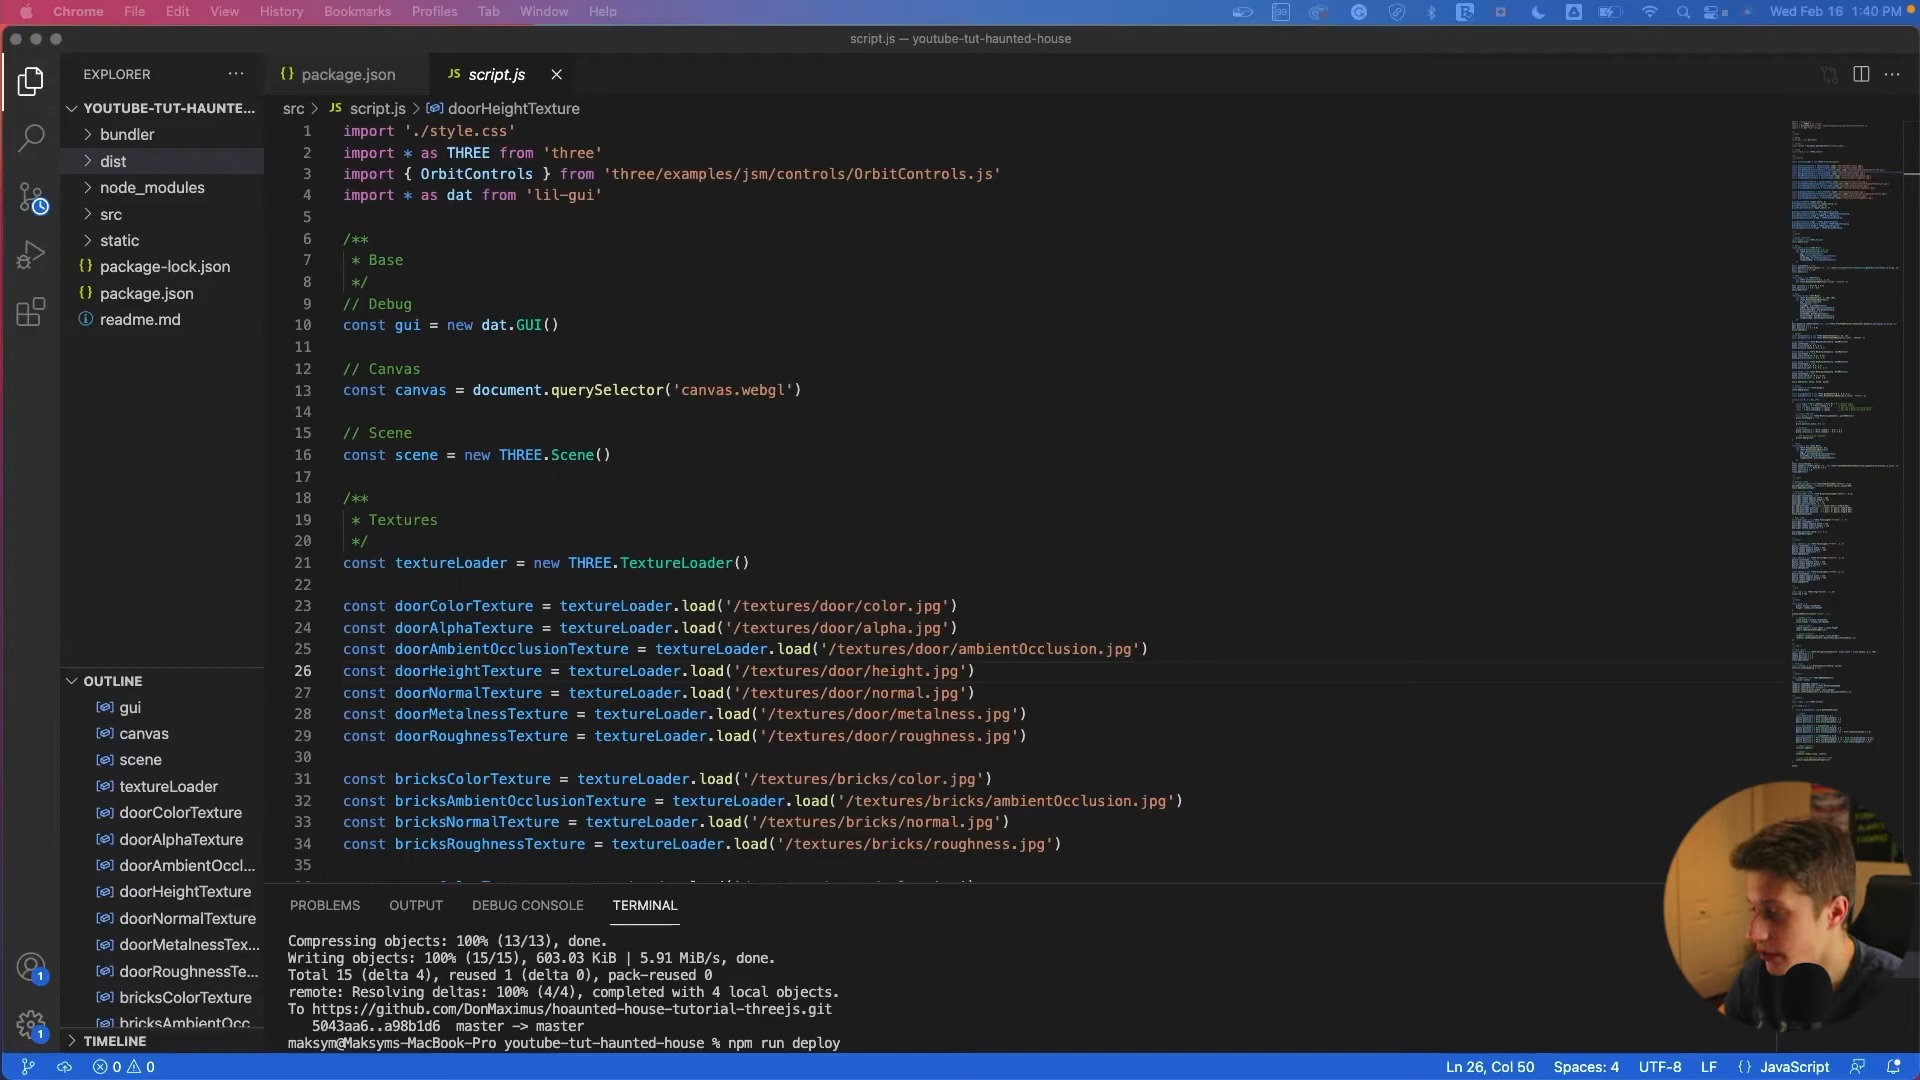 Chrome File Edit View History Bookmarks Profiles Tab Window Help
Wed Feb 16 1:40 PM
script.js — youtube-tut-haunted-house
EXPLORER
YOUTUBE-TUT-HAUNTE...
bundler
dist
node_modules
src
static
package-lock.json
package.json
readme.md
OUTLINE
gui
canvas
scene
textureLoader
doorColorTexture
doorAlphaTexture
doorAmbientOccl...
doorHeightTexture
doorNormalTexture
doorMetalnessTex...
doorRoughnessTe...
bricksColorTexture
bricksAmbientOcc
TIMELINE
package.json
JS script.js
src > JS script.js > doorHeightTexture
1 import './style.css'
2 import * as THREE from 'three'
3 import { OrbitControls } from 'three/examples/jsm/controls/OrbitControls.js'
4 import * as dat from 'lil-gui'
5
6 /**
7 * Base
8 */
9 // Debug
10 const gui = new dat.GUI()
11
12 // Canvas
13 const canvas = document.querySelector('canvas.webgl')
14
15 // Scene
16 const scene = new THREE.Scene()
17
18 /**
19 * Textures
20 */
21 const textureLoader = new THREE.TextureLoader()
22
23 const doorColorTexture = textureLoader.load('/textures/door/color.jpg')
24 const doorAlphaTexture = textureLoader.load('/textures/door/alpha.jpg')
25 const doorAmbientOcclusionTexture = textureLoader.load('/textures/door/ambientOcclusion.jpg')
26 const doorHeightTexture = textureLoader.load('/textures/door/height.jpg')
27 const doorNormalTexture = textureLoader.load('/textures/door/normal.jpg')
28 const doorMetalnessTexture = textureLoader.load('/textures/door/metalness.jpg')
29 const doorRoughnessTexture = textureLoader.load('/textures/door/roughness.jpg')
30
31 const bricksColorTexture = textureLoader.load('/textures/bricks/color.jpg')
32 const bricksAmbientOcclusionTexture = textureLoader.load('/textures/bricks/ambientOcclusion.jpg')
33 const bricksNormalTexture = textureLoader.load('/textures/bricks/normal.jpg')
34 const bricksRoughnessTexture = textureLoader.load('/textures/bricks/roughness.jpg')
35
PROBLEMS OUTPUT DEBUG CONSOLE TERMINAL
Compressing objects: 100% (13/13), done.
Writing objects: 100% (15/15), 603.03 KiB | 5.91 MiB/s, done.
Total 15 (delta 4), reused 1 (delta 0), pack-reused 0
remote: Resolving deltas: 100% (4/4), completed with 4 local objects.
To https://github.com/DonMaximus/hoaunted-house-tutorial-threejs.git
5043aa6..a98b1d6 master -> master
maksym@Maksyms-MacBook-Pro youtube-tut-haunted-house % npm run deploy
0 0
Ln 26, Col 50 Spaces: 4 UTF-8 LF {} JavaScript